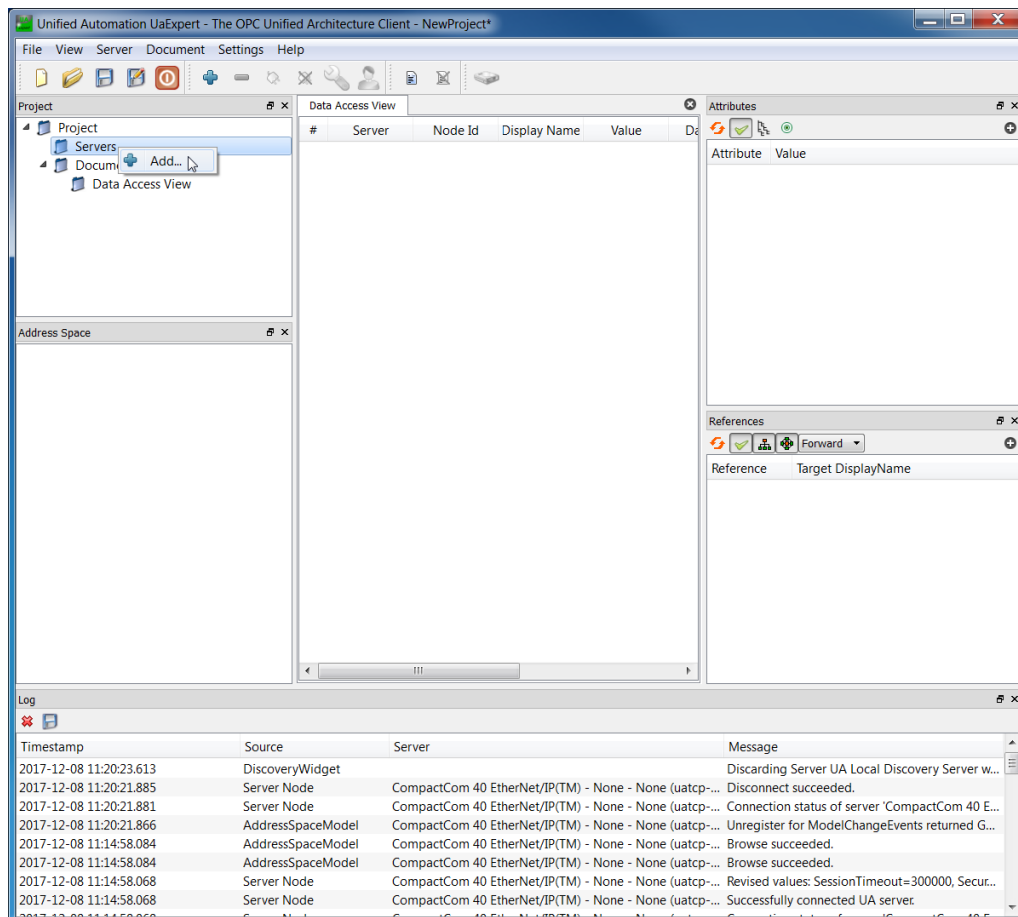 Unified Automation UaExpert - The OPC Unified Architecture Client - NewProject*
File View Server Document Settings Help
Project
Project
Servers
Add...
Docum
Data Access View
Address Space
Data Access View
# Server Node Id Display Name Value Da
Attributes
Attribute Value
References
Forward
Reference Target DisplayName
Log
Timestamp Source Server Message
2017-12-08 11:20:23.613 DiscoveryWidget Discarding Server UA Local Discovery Server w...
2017-12-08 11:20:21.885 Server Node CompactCom 40 EtherNet/IP(TM) - None - None (uatcp-... Disconnect succeeded.
2017-12-08 11:20:21.881 Server Node CompactCom 40 EtherNet/IP(TM) - None - None (uatcp-... Connection status of server 'CompactCom 40 E...
2017-12-08 11:20:21.866 AddressSpaceModel CompactCom 40 EtherNet/IP(TM) - None - None (uatcp-... Unregister for ModelChangeEvents returned G...
2017-12-08 11:14:58.084 AddressSpaceModel CompactCom 40 EtherNet/IP(TM) - None - None (uatcp-... Browse succeeded.
2017-12-08 11:14:58.084 AddressSpaceModel CompactCom 40 EtherNet/IP(TM) - None - None (uatcp-... Browse succeeded.
2017-12-08 11:14:58.068 Server Node CompactCom 40 EtherNet/IP(TM) - None - None (uatcp-... Revised values: SessionTimeout=300000, Secur...
2017-12-08 11:14:58.068 Server Node CompactCom 40 EtherNet/IP(TM) - None - None (uatcp-... Successfully connected UA server.